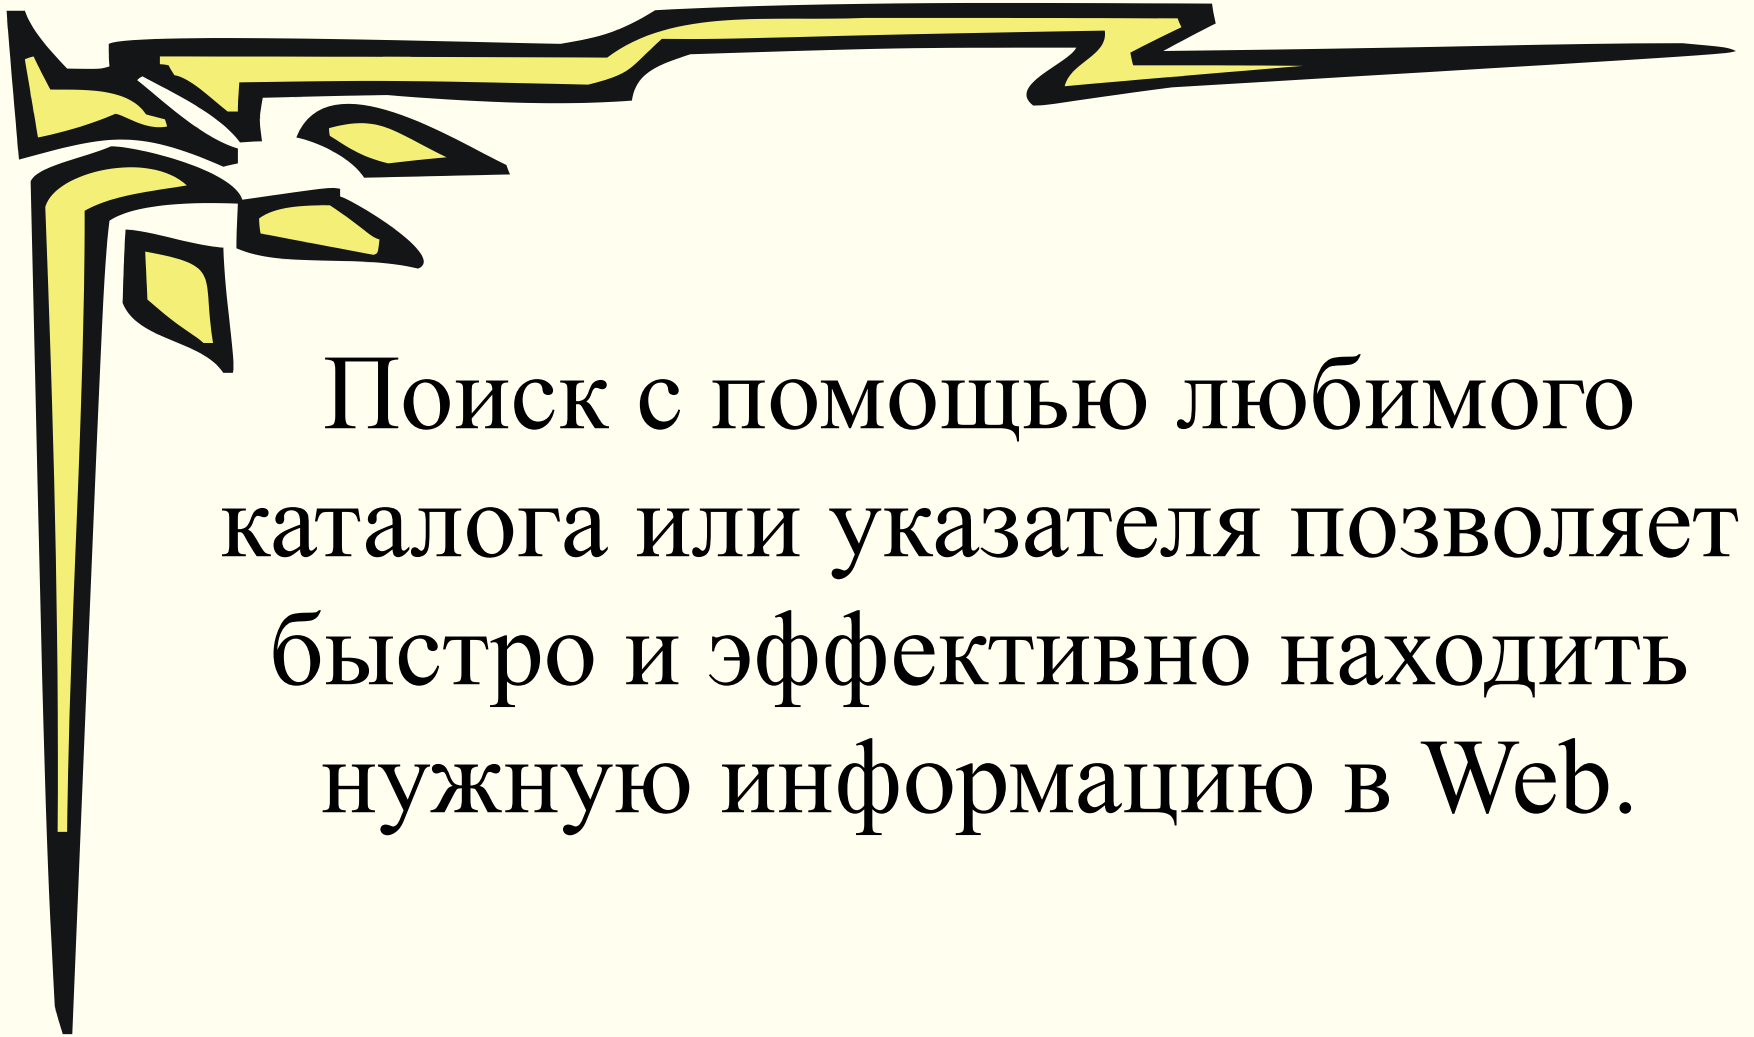 Поиск с помощью любимого
каталога или указателя позволяет
быстро и эффективно находить
нужную информацию в Web.